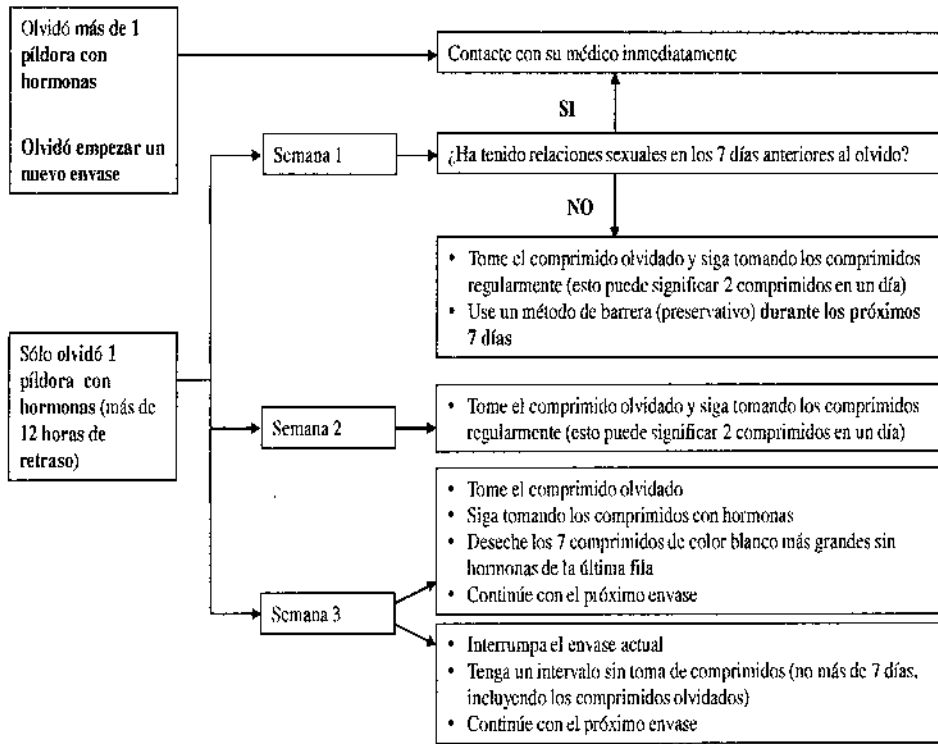 Olvidó más de 1
píldora con
hormonas
Olvidó empezar un
nuevo envase
Contacte con su médico inmediatamente
SI
Semana 1
¿Ha tenido relaciones sexuales en los 7 días anteriores al olvido?
NO
• Tome el comprimido olvidado y siga tomando los comprimidos
regularmente (esto puede significar 2 comprimidos en un día)
• Use un método de barrera (preservativo) durante los próximos
7 días
Sólo olvidó 1
píldora con
hormonas (más de
12 horas de
retraso)
Semana 2
• Tome el comprimido olvidado y siga tomando los comprimidos
regularmente (esto puede significar 2 comprimidos en un día)
• Tome el comprimido olvidado
• Siga tomando los comprimidos con hormonas
• Deseche los 7 comprimidos de color blanco más grandes sin
hormonas de la última fila
• Continúe con el próximo envase
Semana 3
• Interrumpa el envase actual
• Tenga un intervalo sin toma de comprimidos (no más de 7 días,
incluyendo los comprimidos olvidados)
• Continúe con el próximo envase